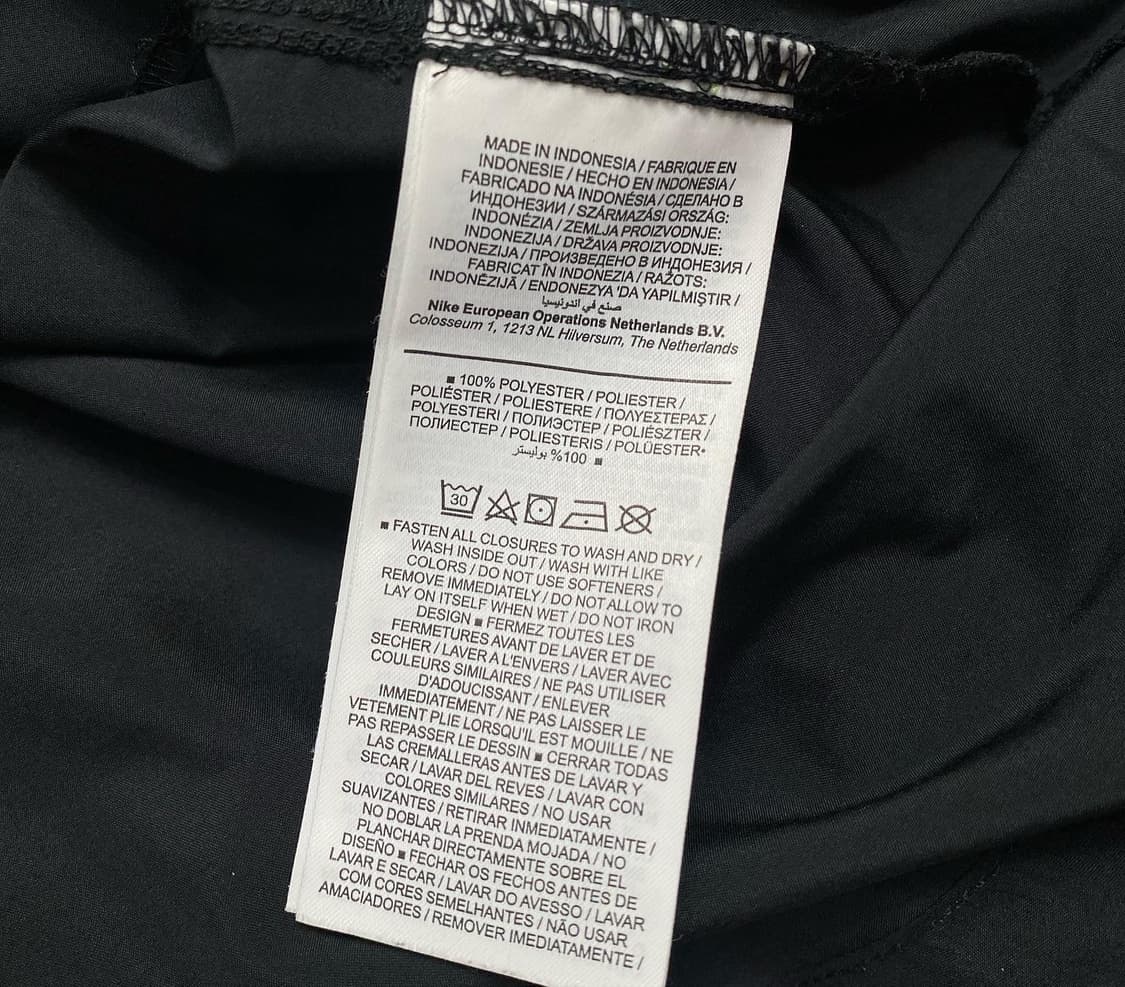 MADE IN INDONESIA / FABRIQUE EN
INDONESIE / HECHO EN INDONESIA /
FABRICADO NA INDONÉSIA / СДЕЛАНО В
ИНДОНЕЗИИ / SZÁRMAZÁSI ORSZÁG:
INDONÉZIA / ZEMLJA PROIZVODNJE:
INDONEZIJA / DRŽAVA PROIZVODNJE:
INDONEZIJA / ПРОИЗВЕДЕНО В ИНДОНЕЗИЯ /
FABRICAT ÎN INDONEZIA / RAŽOTS:
INDONĒZIJĀ / ENDONEZYA 'DA YAPILMIŞTIR /
صنع في اندونيسيا
Nike European Operations Netherlands B.V.
Colosseum 1, 1213 NL Hilversum, The Netherlands
■ 100% POLYESTER / POLIESTER /
POLIÉSTER / POLIESTERE / ΠΟΛΥΕΣΤΕΡΑΣ /
POLYESTERI / ПОЛИЭСТЕР / POLIÉSZTER /
ПОЛИЕСТЕР / POLIESTERIS / POLÜESTER•
100% بوليستر ■
30
■ FASTEN ALL CLOSURES TO WASH AND DRY /
WASH INSIDE OUT / WASH WITH LIKE
COLORS / DO NOT USE SOFTENERS /
REMOVE IMMEDIATELY / DO NOT ALLOW TO
LAY ON ITSELF WHEN WET / DO NOT IRON
DESIGN ■ FERMEZ TOUTES LES
FERMETURES AVANT DE LAVER ET DE
SECHER / LAVER A L'ENVERS / LAVER AVEC
COULEURS SIMILAIRES / NE PAS UTILISER
D'ADOUCISSANT / ENLEVER
IMMEDIATEMENT / NE PAS LAISSER LE
VETEMENT PLIE LORSQU'IL EST MOUILLE / NE
PAS REPASSER LE DESSIN ■ CERRAR TODAS
LAS CREMALLERAS ANTES DE LAVAR Y
SECAR / LAVAR DEL REVES / LAVAR CON
COLORES SIMILARES / NO USAR
SUAVIZANTES / RETIRAR INMEDIATAMENTE /
NO DOBLAR LA PRENDA MOJADA / NO
PLANCHAR DIRECTAMENTE SOBRE EL
DISEÑO ■ FECHAR OS FECHOS ANTES DE
LAVAR E SECAR / LAVAR DO AVESSO / LAVAR
COM CORES SEMELHANTES / NÃO USAR
AMACIADORES / REMOVER IMEDIATAMENTE /